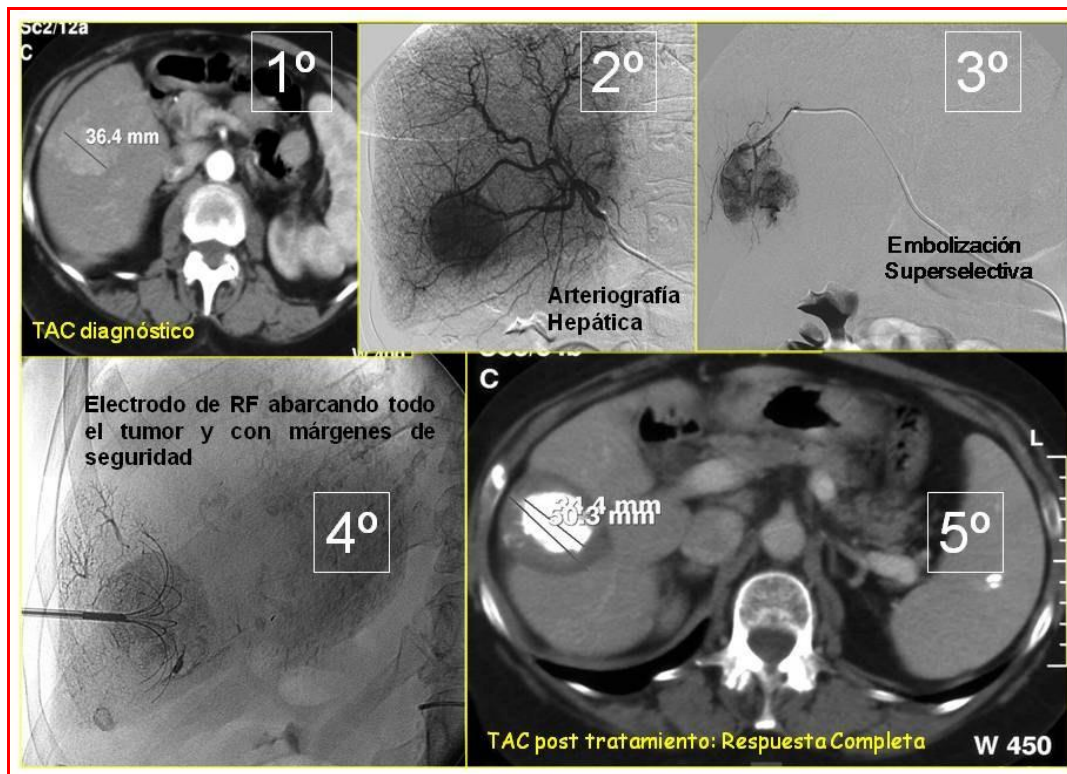 Sc2/12a
C
1º
36.4 mm
TAC diagnóstico
2º
Arteriografía
Hepática
3º
Embolización
Superselectiva
Electrodo de RF abarcando todo
el tumor y con márgenes de
seguridad
4º
C
L
34.4 mm
50.3 mm
5º
TAC post tratamiento: Respuesta Completa
W 450